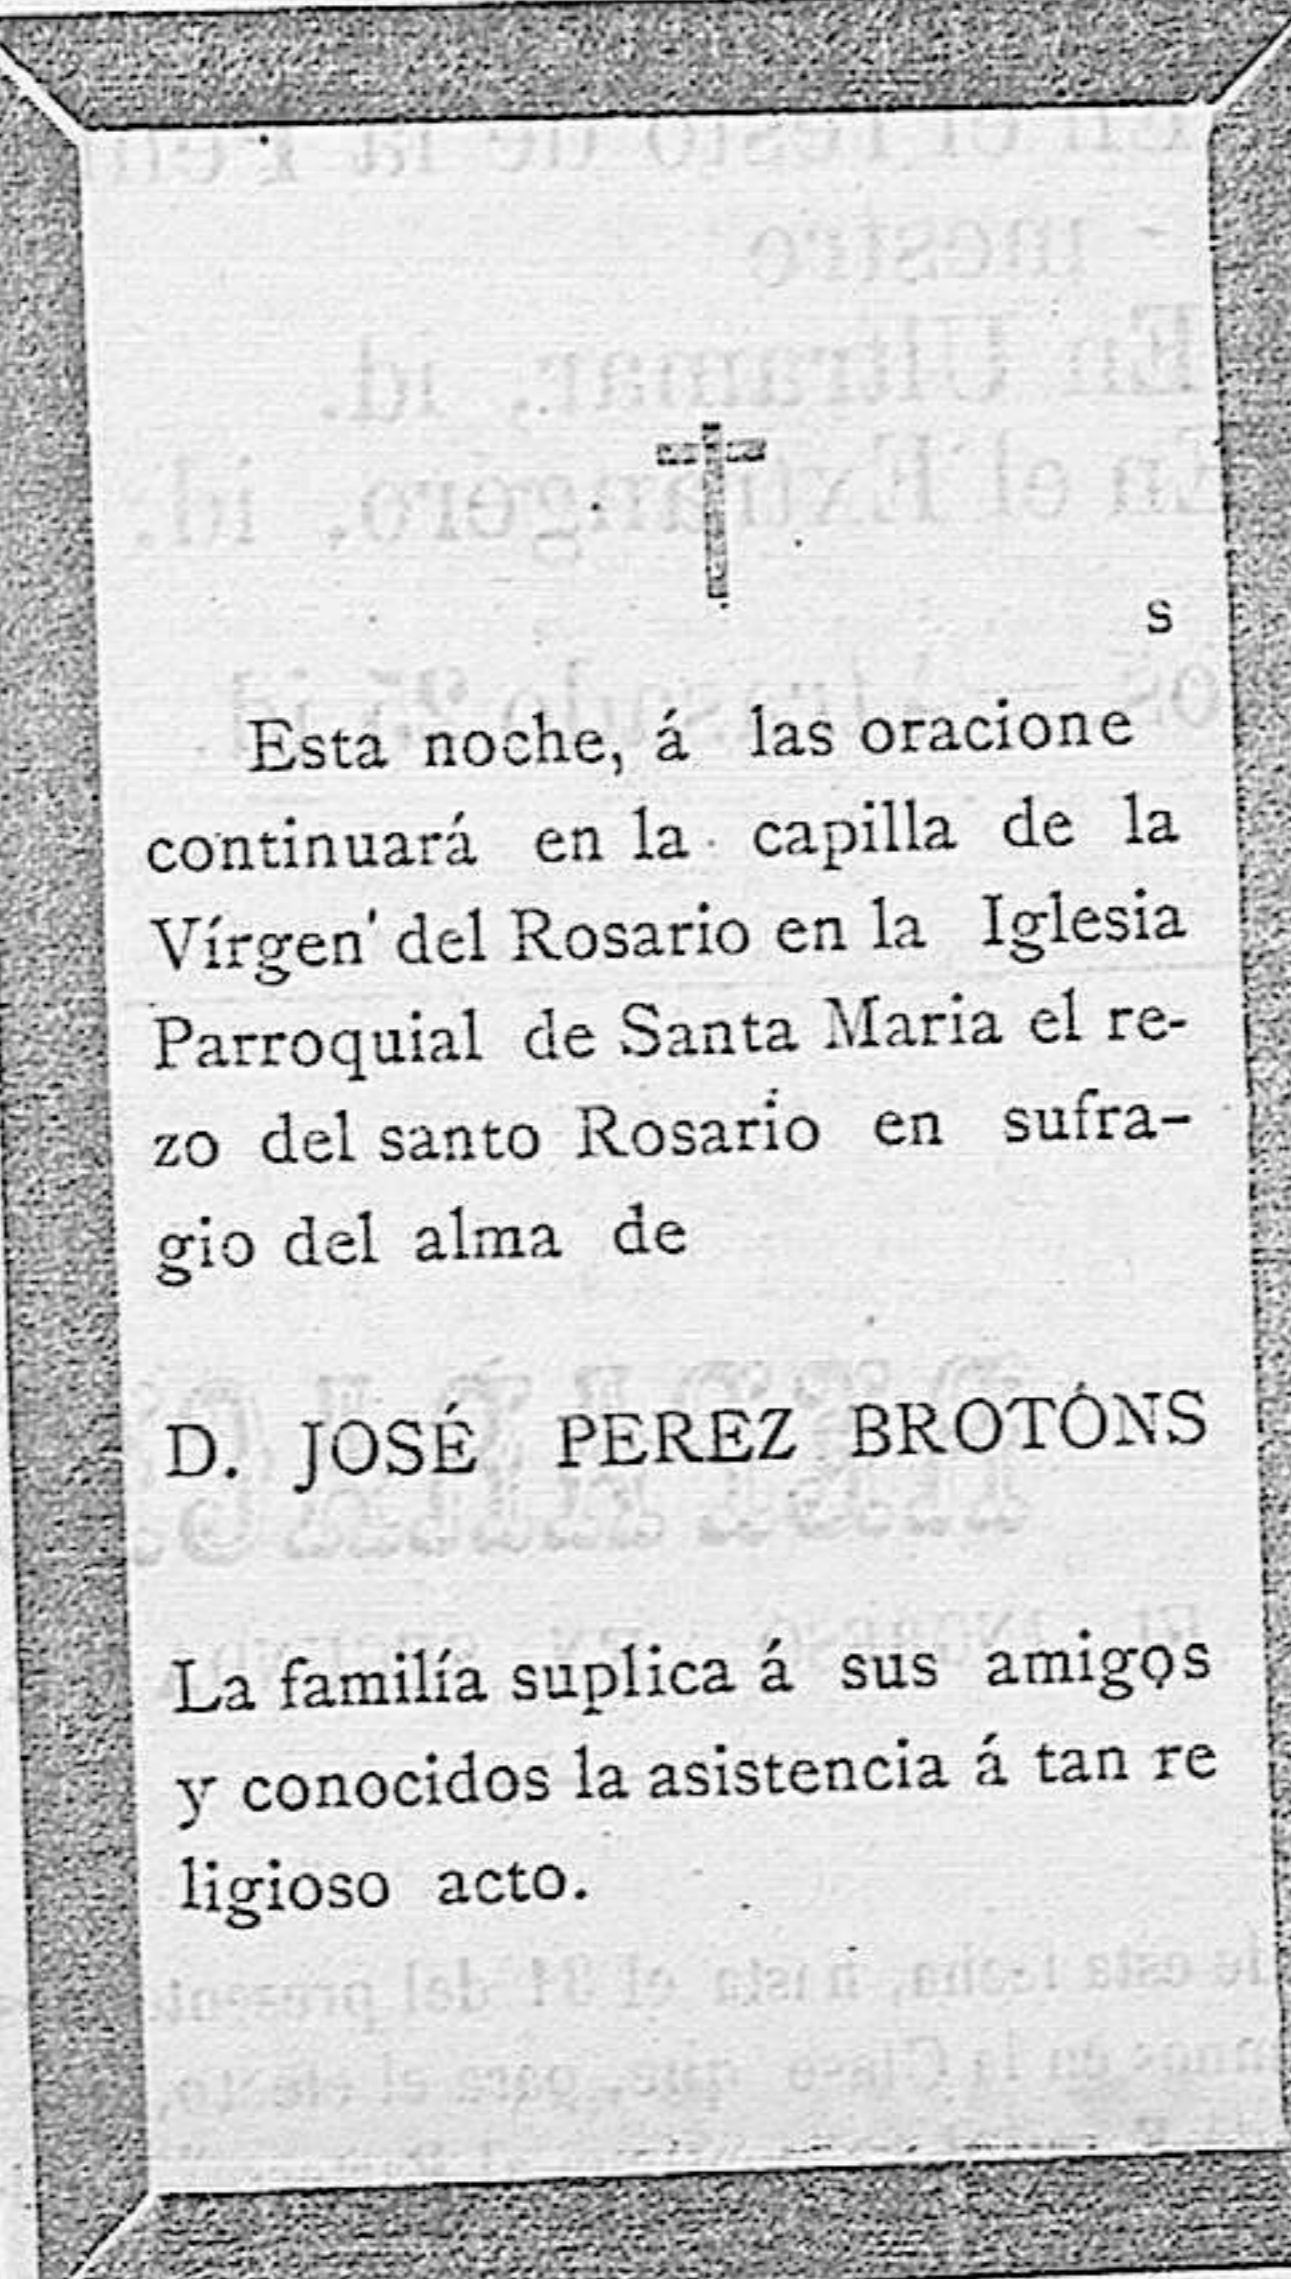 s
Esta noche, á las oracione
continuará en la capilla de la
Vírgen' del Rosario en la Iglesia
Parroquial de Santa Maria el re-
zo del santo Rosario en sufra-
gio del alma de
D. JOSÉ PEREZ BROTÓNS
La familía suplica á sus amigos
y conocidos la asistencia á tan re
ligioso acto.